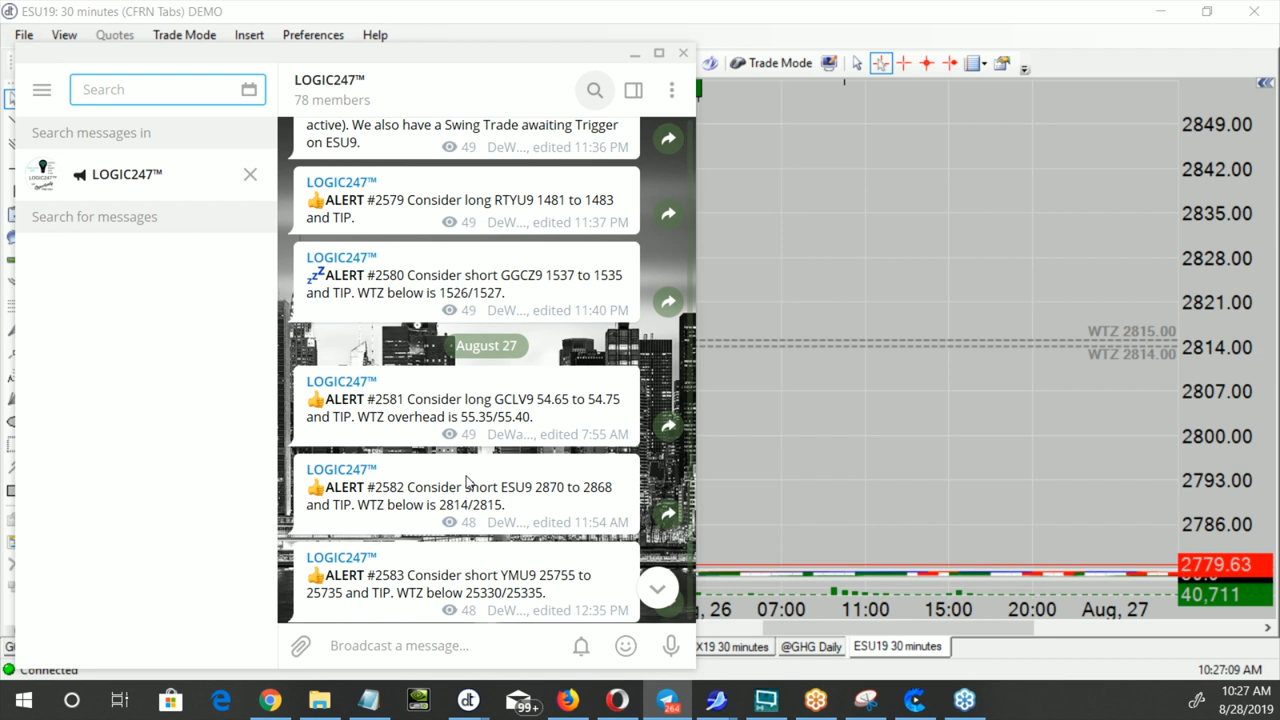 ESU19: 30 minutes (CFRN Tabs) DEMO
File View Quotes Trade Mode Insert Preferences Help
Trade Mode
Search
Search messages in
LOGIC247™
Search for messages
LOGIC247™
78 members
active). We also have a Swing Trade awaiting Trigger
on ESU9.
49 DeW..., edited 11:36 PM
LOGIC247™
👍ALERT #2579 Consider long RTYU9 1481 to 1483
and TIP.
49 DeW..., edited 11:37 PM
LOGIC247™
💤ALERT #2580 Consider short GGCZ9 1537 to 1535
and TIP. WTZ below is 1526/1527.
49 DeW..., edited 11:40 PM
August 27
LOGIC247™
👍ALERT #2581 Consider long GCLV9 54.65 to 54.75
and TIP. WTZ overhead is 55.35/55.40.
49 DeWa..., edited 7:55 AM
LOGIC247™
👍ALERT #2582 Consider short ESU9 2870 to 2868
and TIP. WTZ below is 2814/2815.
48 DeW..., edited 11:54 AM
LOGIC247™
👍ALERT #2583 Consider short YMU9 25755 to
25735 and TIP. WTZ below 25330/25335.
48 DeW..., edited 12:35 PM
Broadcast a message...
2849.00
2842.00
2835.00
2828.00
2821.00
WTZ 2815.00
2814.00
WTZ 2814.00
2807.00
2800.00
2793.00
2786.00
2779.63
40,711
, 26 07:00 11:00 15:00 20:00 Aug, 27
X19 30 minutes @GHG Daily ESU19 30 minutes
Connected
10:27:09 AM
99+
264
10:27 AM
8/28/2019